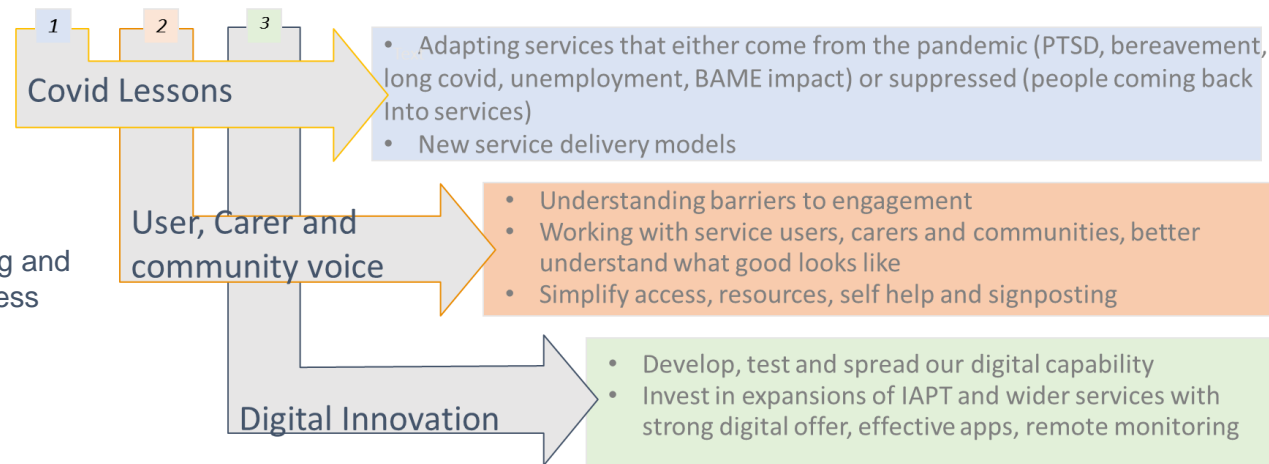 1
2
3
Covid Lessons
• Adapting services that either come from the pandemic (PTSD, bereavement,
long covid, unemployment, BAME impact) or suppressed (people coming back
Into services)
• New service delivery models
User, Carer and
community voice
• Understanding barriers to engagement
• Working with service users, carers and communities, better
understand what good looks like
• Simplify access, resources, self help and signposting
g and
ess
Digital Innovation
• Develop, test and spread our digital capability
• Invest in expansions of IAPT and wider services with
strong digital offer, effective apps, remote monitoring